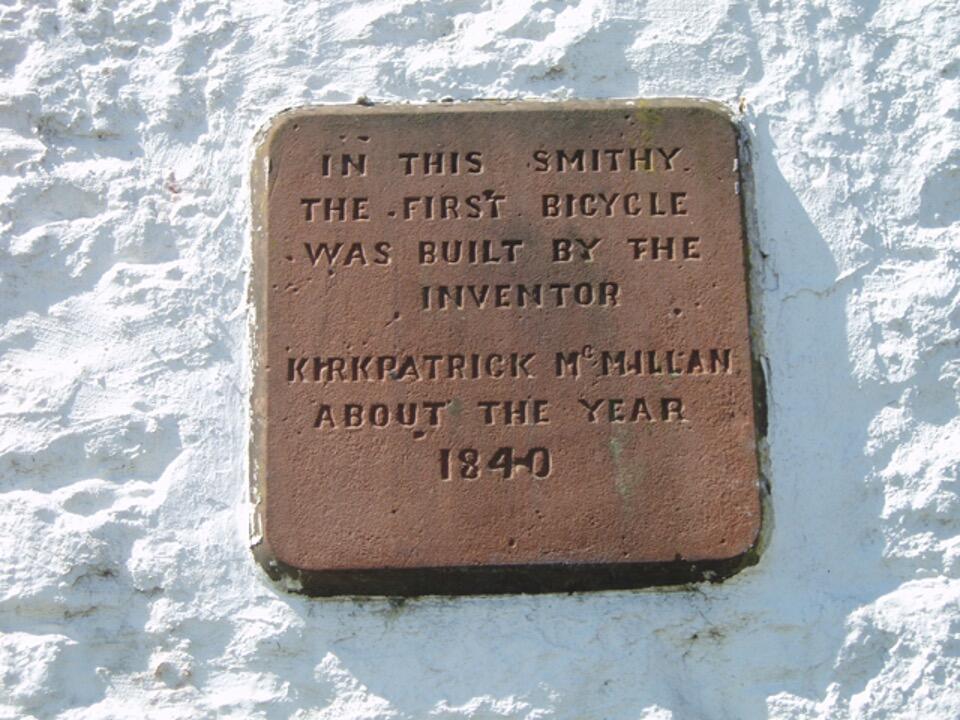 IN THIS SMITHY
THE FIRST BICYCLE
WAS BUILT BY THE
INVENTOR
KIRKPATRICK McMILLAN
ABOUT THE YEAR
1840